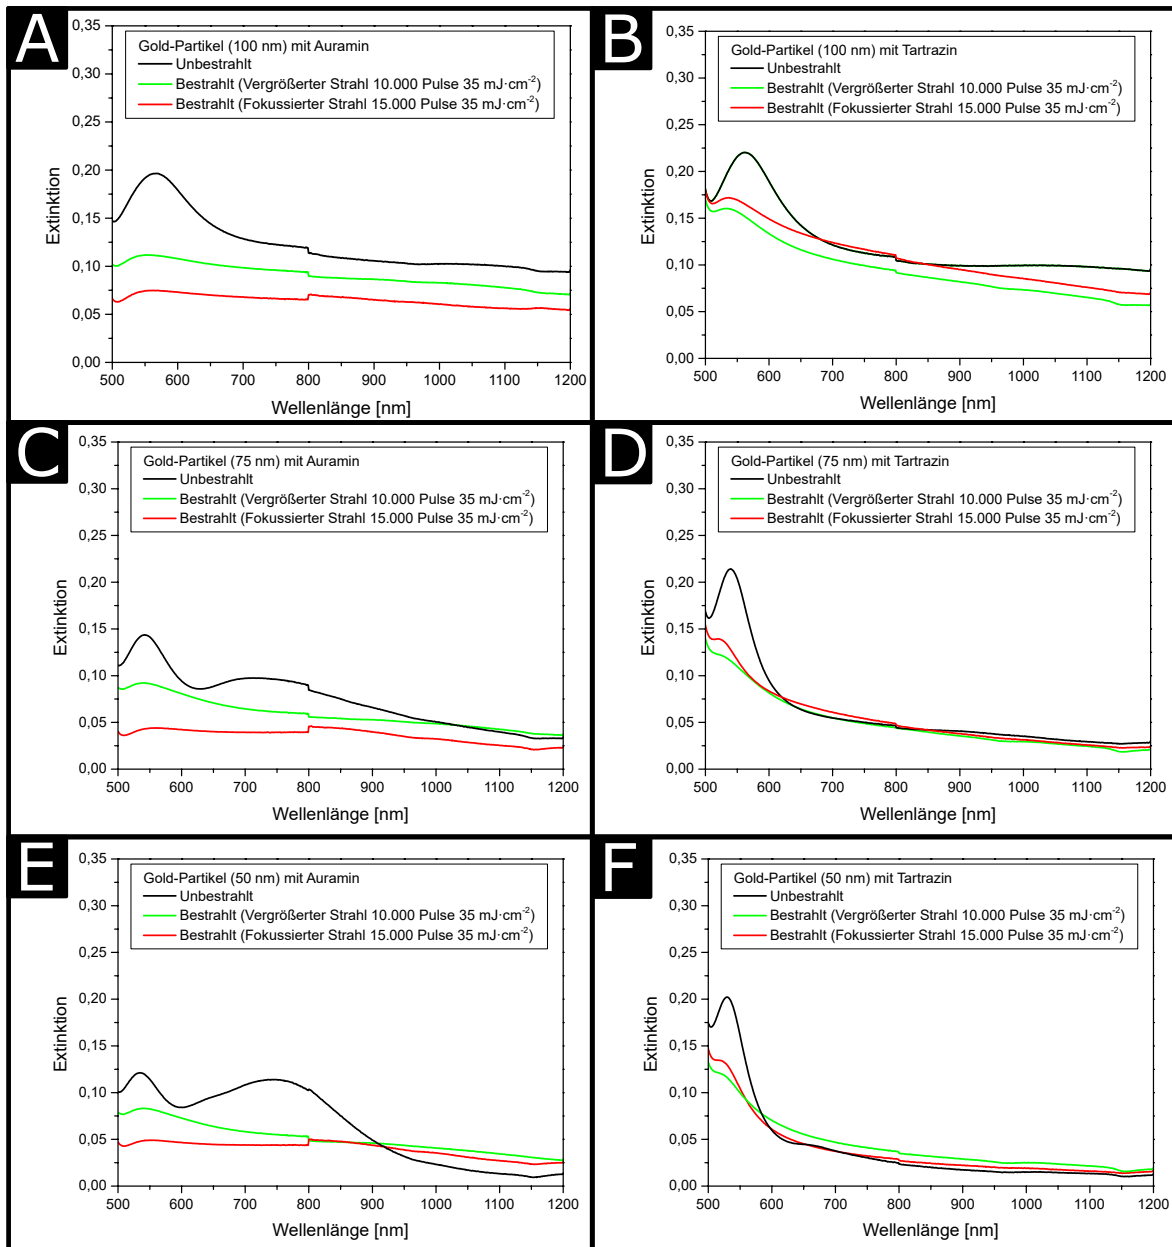 A
Gold-Partikel (100 nm) mit Auramin
Unbestrahlt
Bestrahlt (Vergrößerter Strahl 10.000 Pulse 35 mJ·cm⁻²)
Bestrahlt (Fokussierter Strahl 15.000 Pulse 35 mJ·cm⁻²)
0,35
0,30
0,25
0,20
0,15
0,10
0,05
0,00
Extinktion
500 600 700 800 900 1000 1100 1200
Wellenlänge [nm]
B
Gold-Partikel (100 nm) mit Tartrazin
Unbestrahlt
Bestrahlt (Vergrößerter Strahl 10.000 Pulse 35 mJ·cm⁻²)
Bestrahlt (Fokussierter Strahl 15.000 Pulse 35 mJ·cm⁻²)
0,35
0,30
0,25
0,20
0,15
0,10
0,05
0,00
Extinktion
500 600 700 800 900 1000 1100 1200
Wellenlänge [nm]
C
Gold-Partikel (75 nm) mit Auramin
Unbestrahlt
Bestrahlt (Vergrößerter Strahl 10.000 Pulse 35 mJ·cm⁻²)
Bestrahlt (Fokussierter Strahl 15.000 Pulse 35 mJ·cm⁻²)
0,35
0,30
0,25
0,20
0,15
0,10
0,05
0,00
Extinktion
500 600 700 800 900 1000 1100 1200
Wellenlänge [nm]
D
Gold-Partikel (75 nm) mit Tartrazin
Unbestrahlt
Bestrahlt (Vergrößerter Strahl 10.000 Pulse 35 mJ·cm⁻²)
Bestrahlt (Fokussierter Strahl 15.000 Pulse 35 mJ·cm⁻²)
0,35
0,30
0,25
0,20
0,15
0,10
0,05
0,00
Extinktion
500 600 700 800 900 1000 1100 1200
Wellenlänge [nm]
E
Gold-Partikel (50 nm) mit Auramin
Unbestrahlt
Bestrahlt (Vergrößerter Strahl 10.000 Pulse 35 mJ·cm⁻²)
Bestrahlt (Fokussierter Strahl 15.000 Pulse 35 mJ·cm⁻²)
0,35
0,30
0,25
0,20
0,15
0,10
0,05
0,00
Extinktion
500 600 700 800 900 1000 1100 1200
Wellenlänge [nm]
F
Gold-Partikel (50 nm) mit Tartrazin
Unbestrahlt
Bestrahlt (Vergrößerter Strahl 10.000 Pulse 35 mJ·cm⁻²)
Bestrahlt (Fokussierter Strahl 15.000 Pulse 35 mJ·cm⁻²)
0,35
0,30
0,25
0,20
0,15
0,10
0,05
0,00
Extinktion
500 600 700 800 900 1000 1100 1200
Wellenlänge [nm]